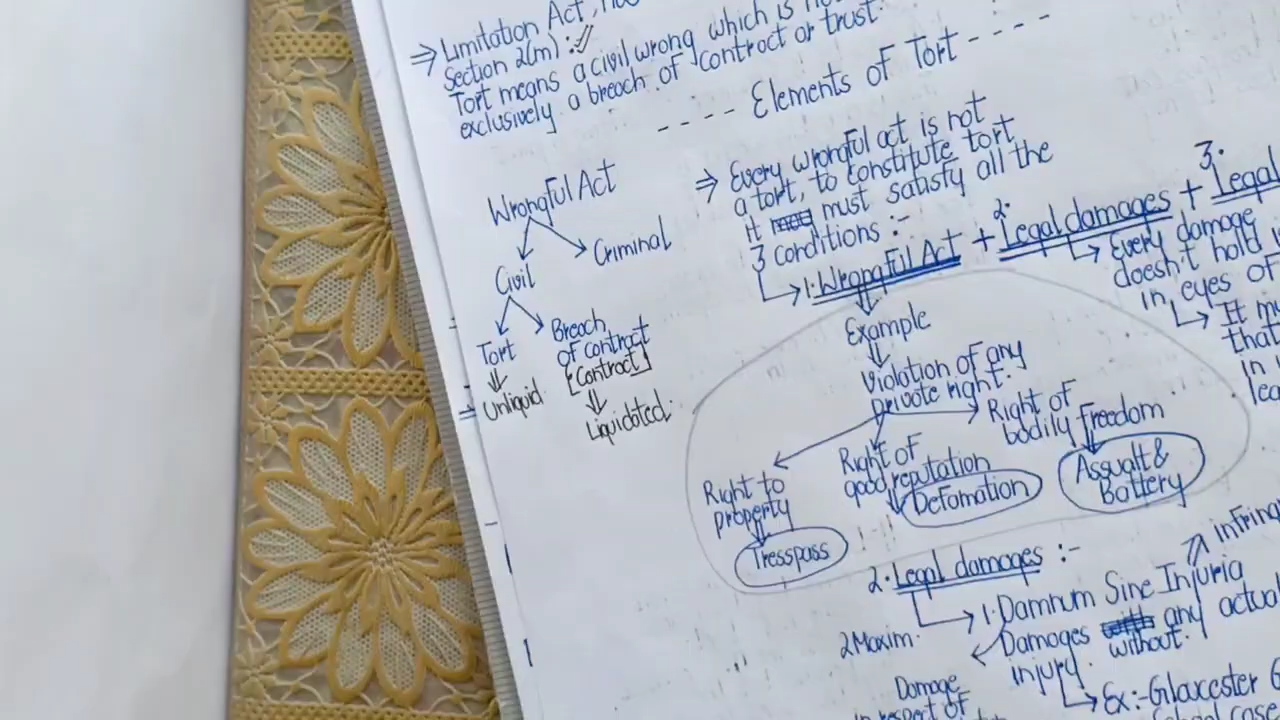 ⇒ Limitation Act,
Section 2(m) :-
Tort means a civil wrong which is
exclusively a breach of contract or trust.
---- Elements of Tort ----
Wrongful Act
Civil
Criminal
Tort
Breach
of contract
[Contract]
⇒ Unliquid
Liquidated
⇒ Every wrongful act is not
a tort, to constitute tort
it must satisfy all the
3 conditions :-
1. Wrongful Act + 2. Legal damages + 3. Legal
Every damage
doesn't hold
in eyes of
It
that
in
Example
Violation of any
private right.
Right to
property
Tresspass
Right of
good reputation
Defamation
Right of
bodily freedom
Assualt &
Battery
2. Legal damages :-
2 Maxim.
1. Damnum Sine Injuria
Damages without any actual
injury.
Ex:- Glaucester
case
Damage
in respect of